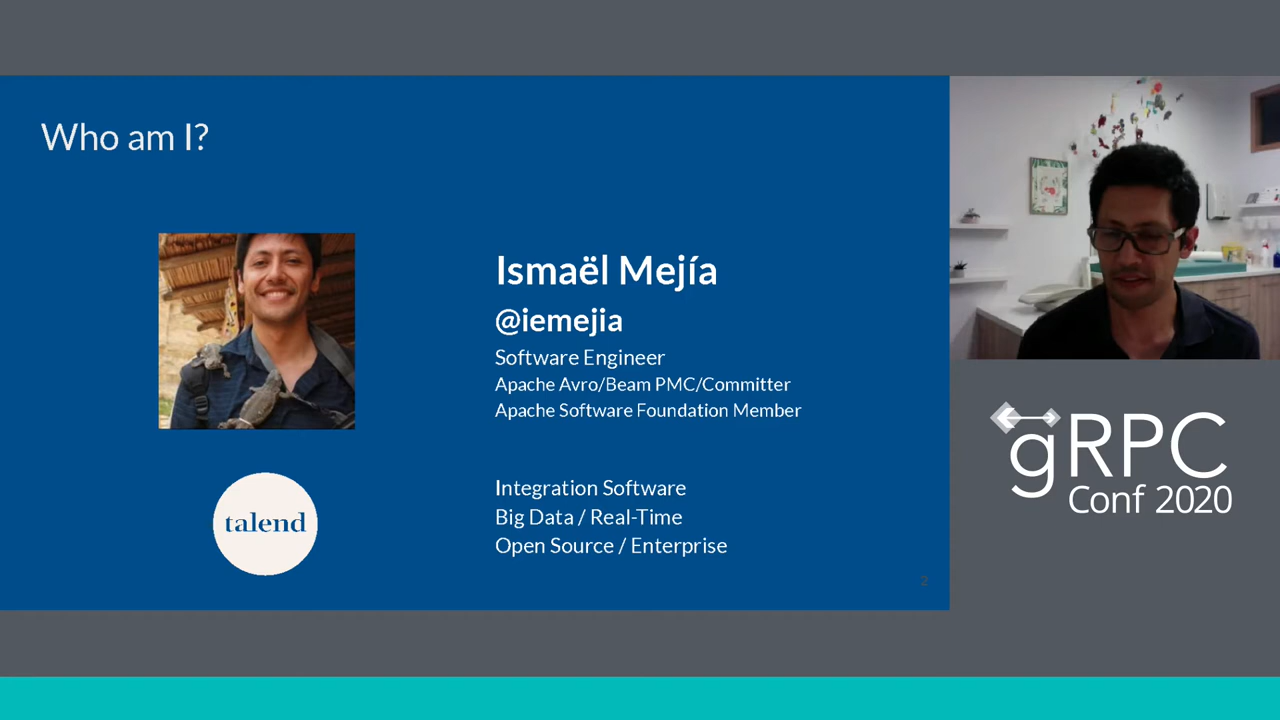 Who am I?
Ismaël Mejía
@iemejia
Software Engineer
Apache Avro/Beam PMC/Committer
Apache Software Foundation Member
talend
Integration Software
Big Data / Real-Time
Open Source / Enterprise
2
gRPC
Conf 2020